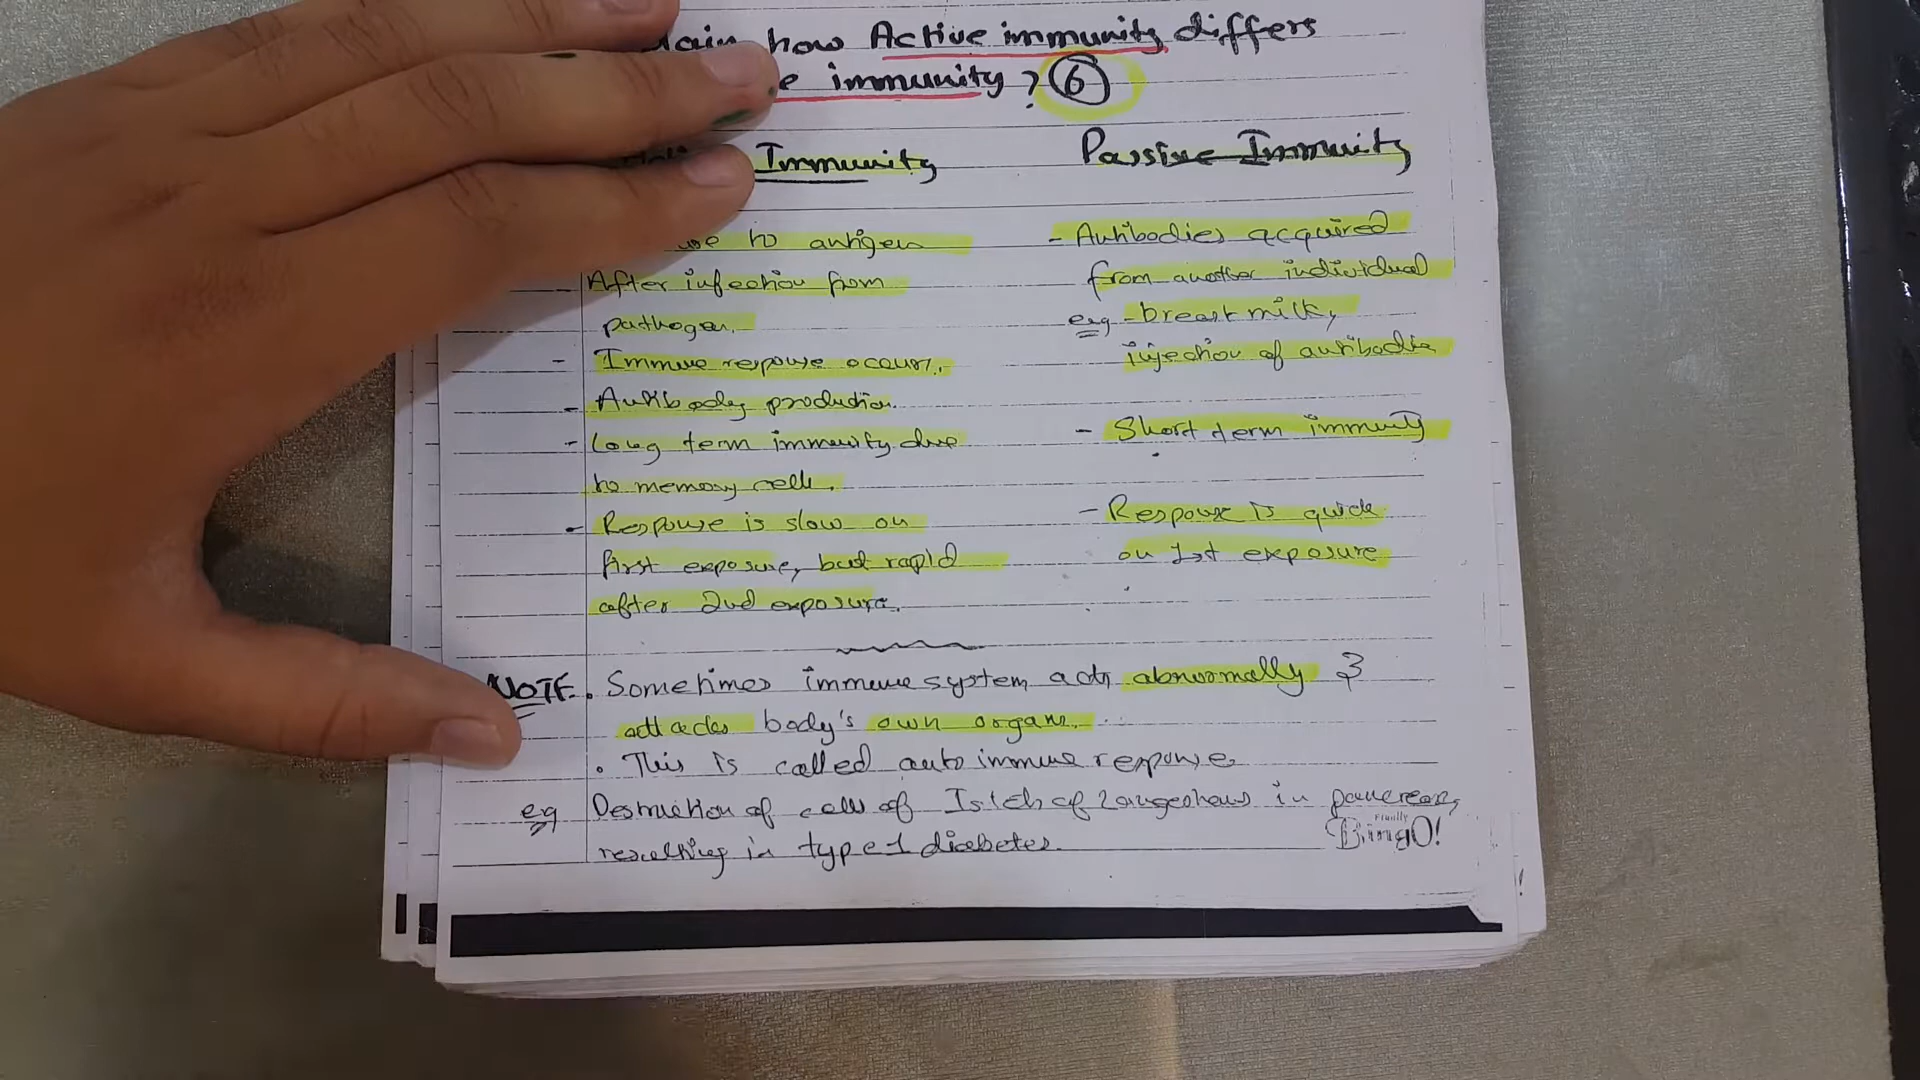 how Active immunity differs
immunity? 6
Immunity
Passive Immunity
to antigen
- After infection from
pathogen.
- Immune response occurs.
- Antibody production.
- Long term immunity due
to memory cells.
- Response is slow on
first exposure, but rapid
after 2nd exposure.
- Antibodies acquired
from another individual
eg - breast milk,
injection of antibodies
- Short term immunity
- Response is quick
on 1st exposure
NOTE. Sometimes immune system acts abnormally &
attacks body's own organs.
. This is called autoimmune response.
eg Destruction of cells of Islets of Langerhans in pancreas,
resulting in type 1 diabetes.
Finally
BingO!